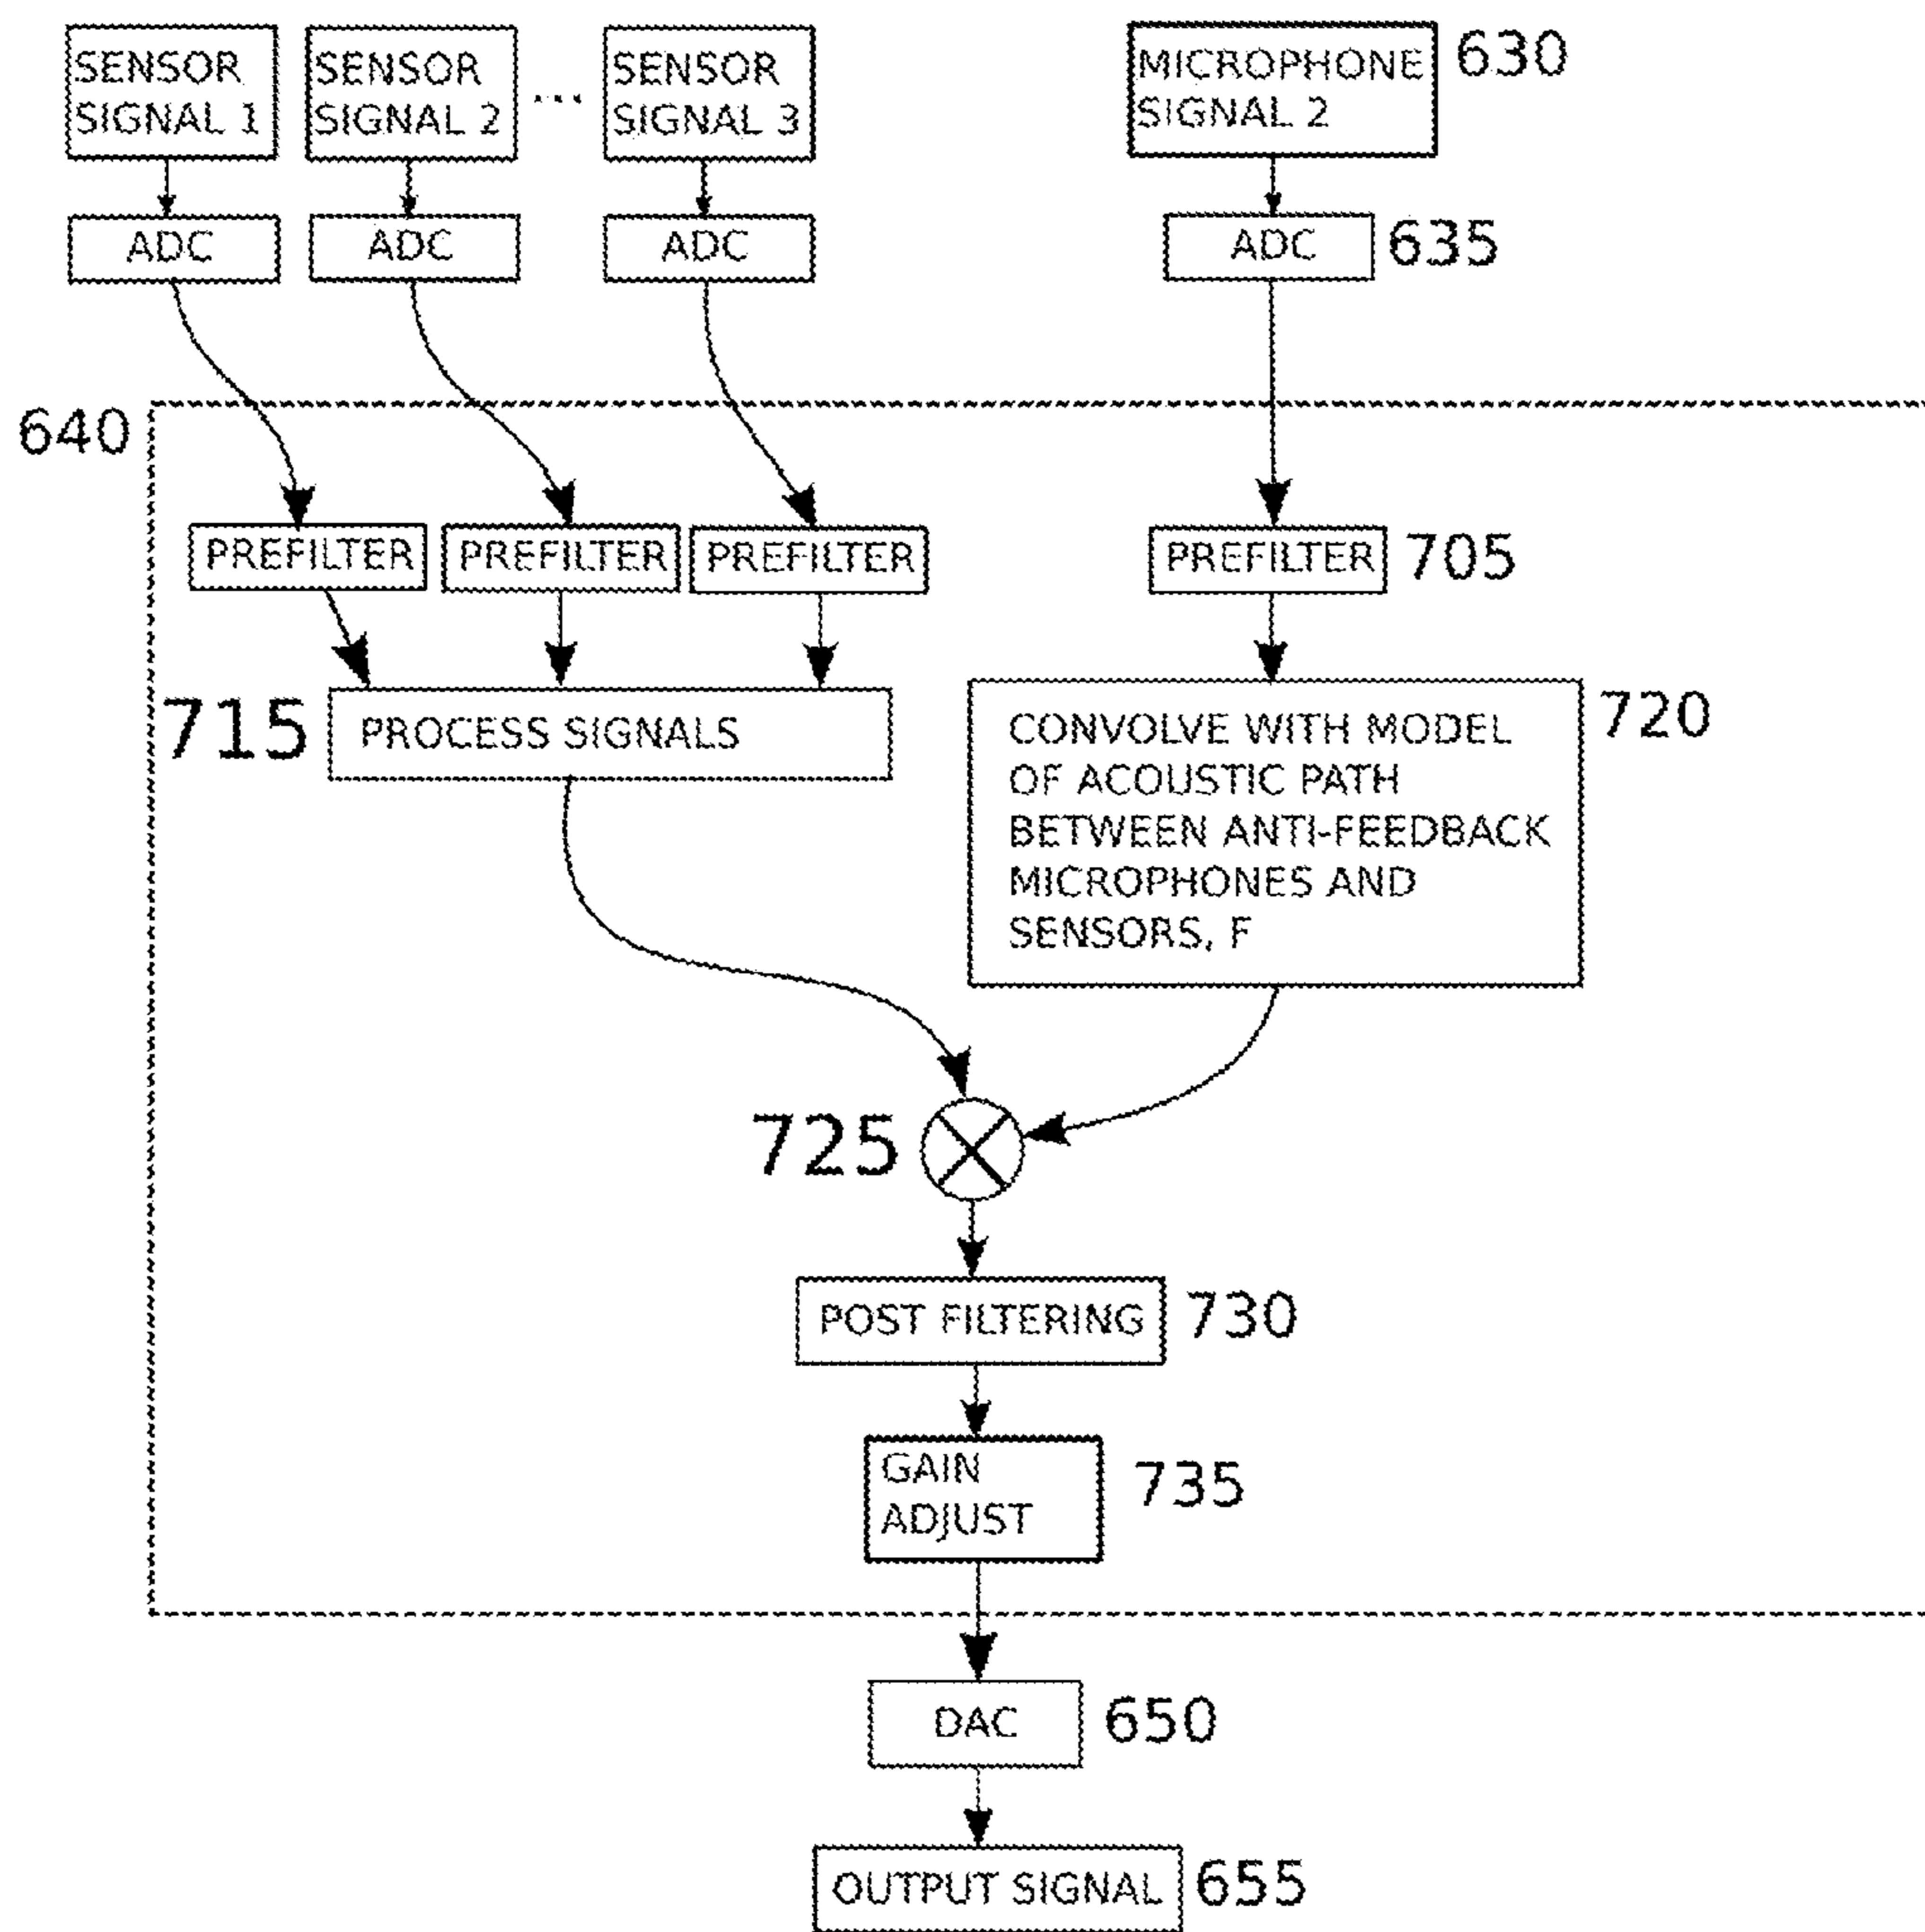 SENSOR
SIGNAL 1
SENSOR
SIGNAL 2
...
SENSOR
SIGNAL 3
MICROPHONE
SIGNAL 2
630
ADC
ADC
ADC
ADC
635
640
PREFILTER
PREFILTER
PREFILTER
PREFILTER
705
715
PROCESS SIGNALS
CONVOLVE WITH MODEL
OF ACOUSTIC PATH
BETWEEN ANTI-FEEDBACK
MICROPHONES AND
SENSORS, F
720
725
POST FILTERING
730
GAIN
ADJUST
735
DAC
650
OUTPUT SIGNAL
655